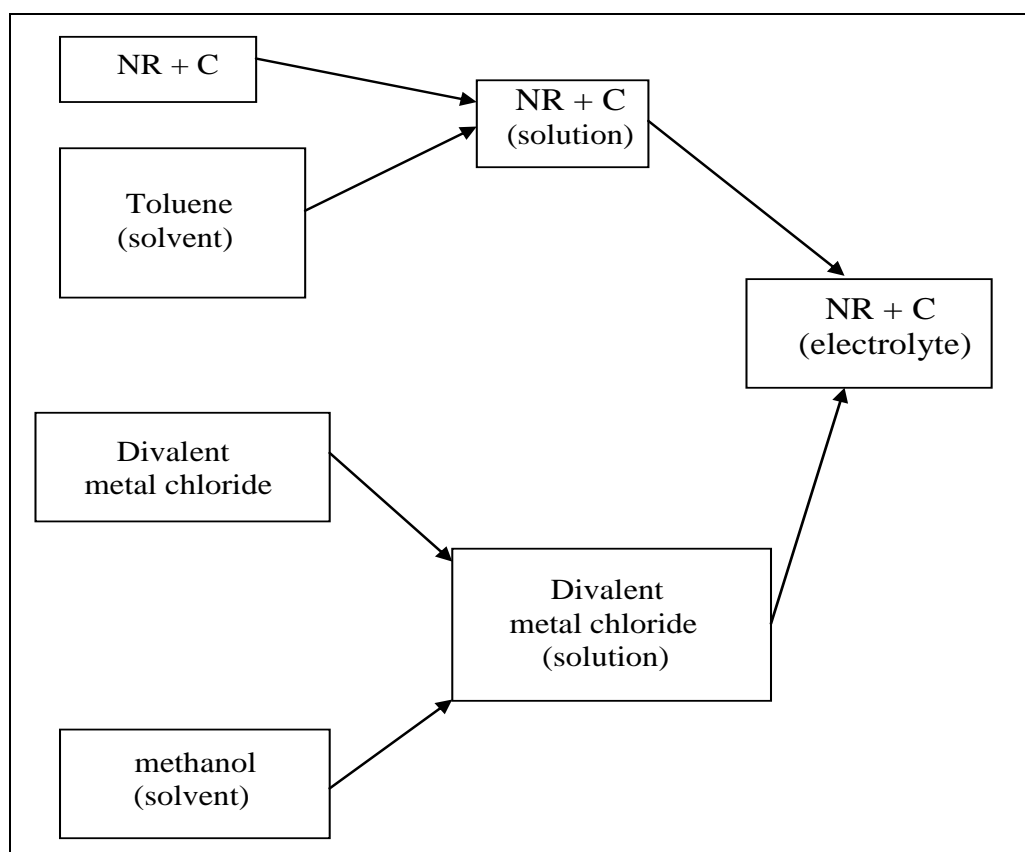 NR + C
Toluene
(solvent)
NR + C
(solution)
NR + C
(electrolyte)
Divalent
metal chloride
Divalent
metal chloride
(solution)
methanol
(solvent)